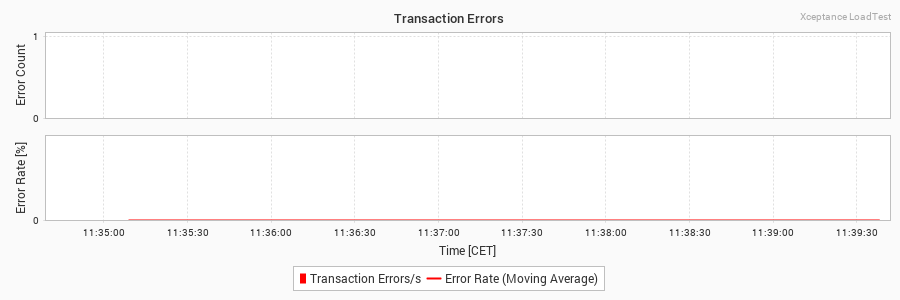 Transaction Errors
Xceptance LoadTest
Error Count
1
0
Error Rate [%]
0
11:35:00 11:35:30 11:36:00 11:36:30 11:37:00 11:37:30 11:38:00 11:38:30 11:39:00 11:39:30
Time [CET]
Transaction Errors/s Error Rate (Moving Average)